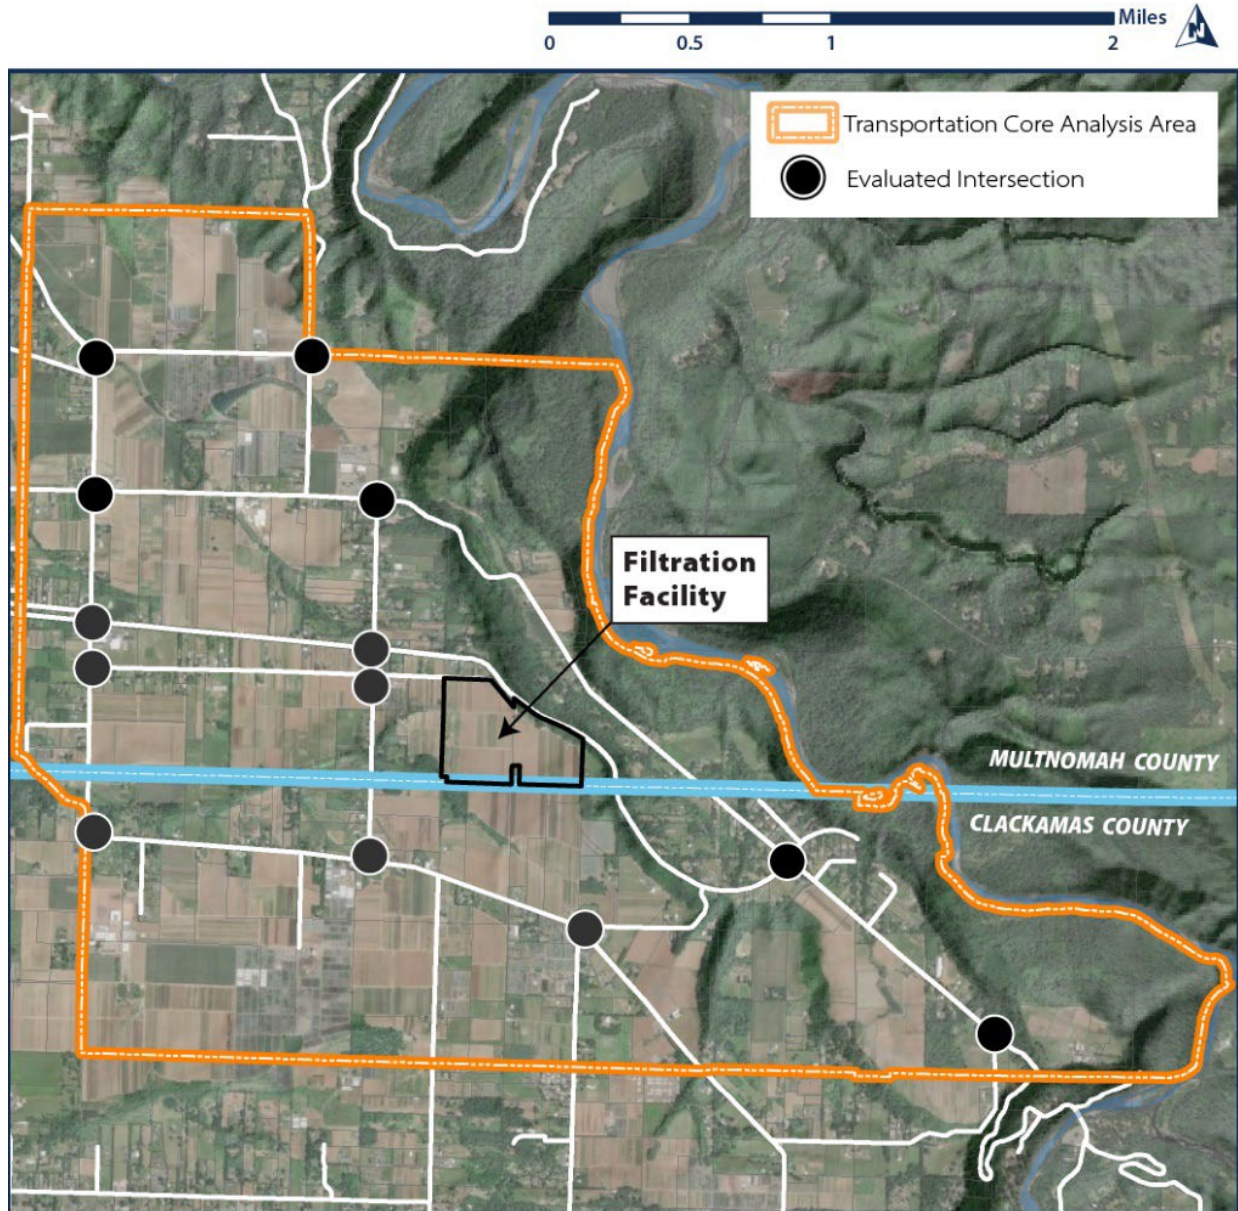 Miles
0 0.5 1 2
N
Transportation Core Analysis Area
Evaluated Intersection
Filtration
Facility
MULTNOMAH COUNTY
CLACKAMAS COUNTY